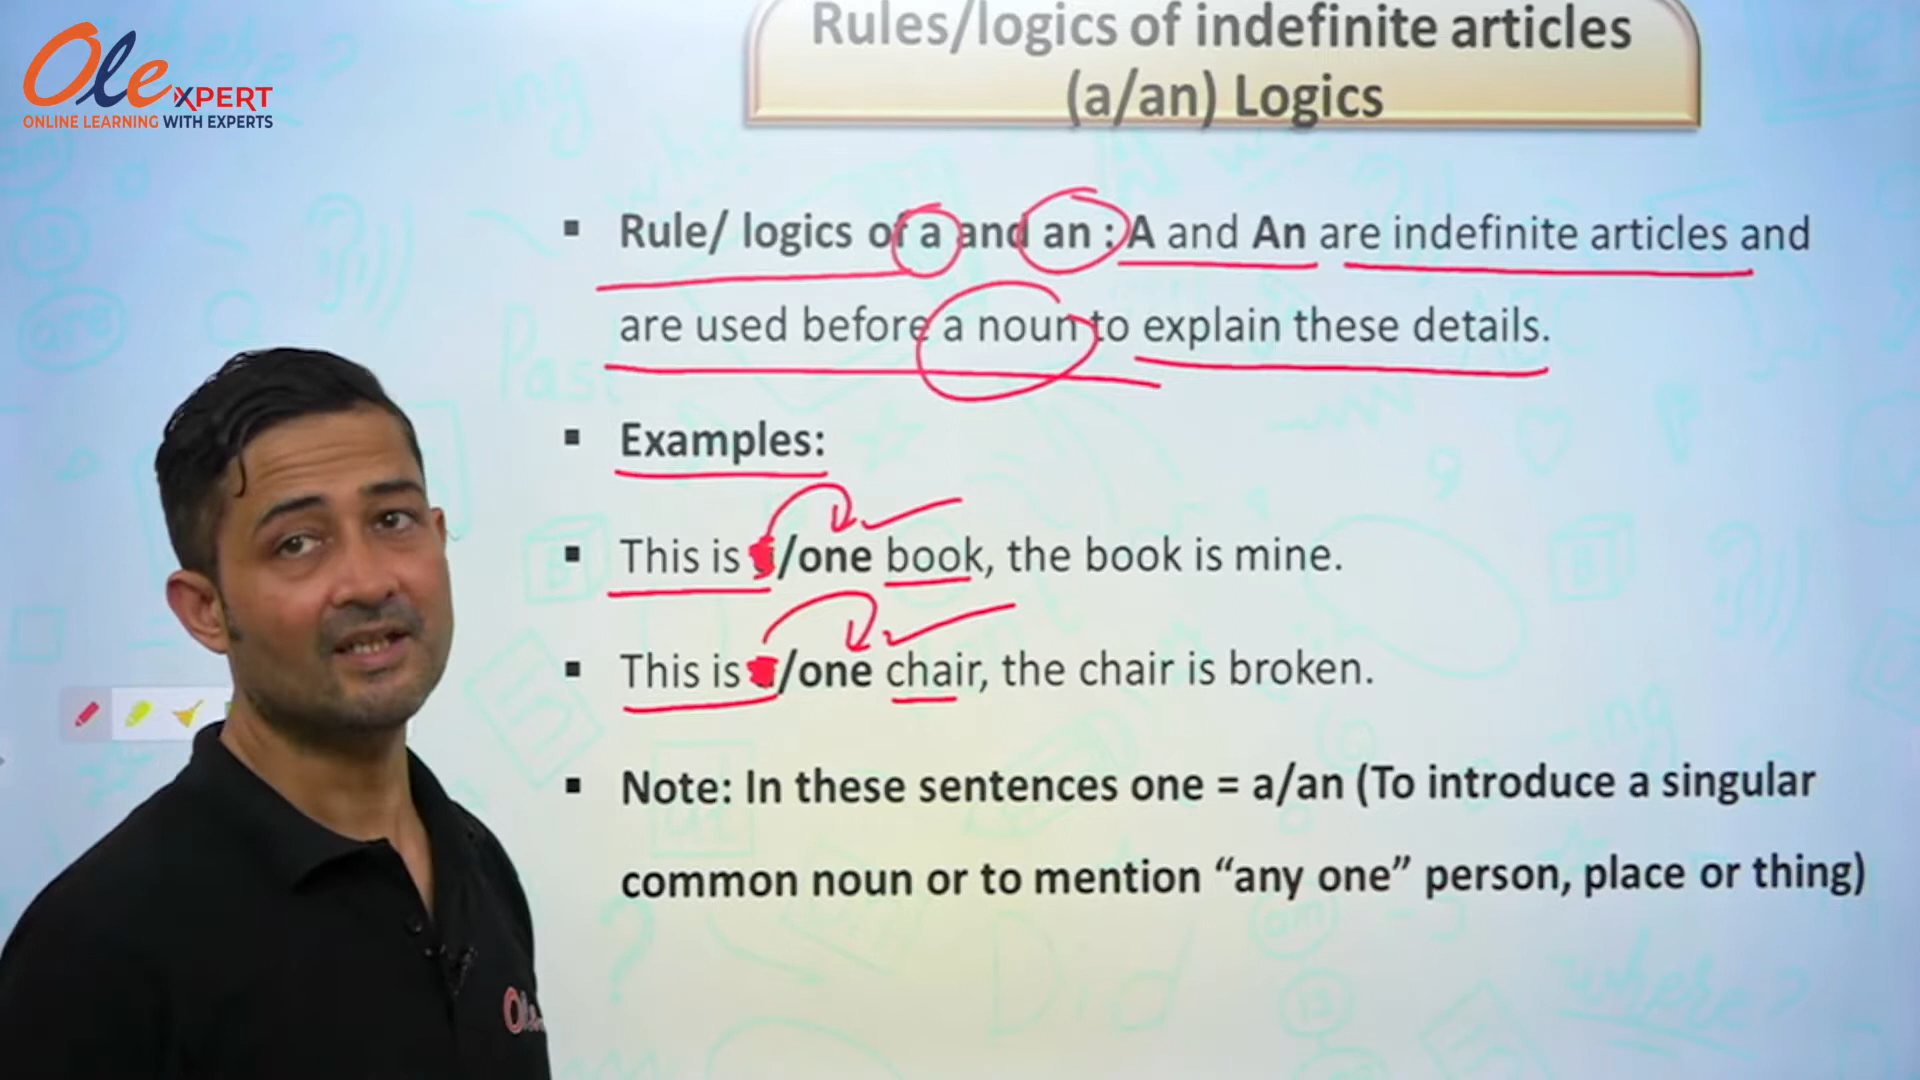 Ole XPERT
ONLINE LEARNING WITH EXPERTS
Rules/logics of indefinite articles
(a/an) Logics
▪ Rule/ logics of a and an : A and An are indefinite articles and
are used before a noun to explain these details.
▪ Examples:
▪ This is /one book, the book is mine.
▪ This is /one chair, the chair is broken.
▪ Note: In these sentences one = a/an (To introduce a singular
common noun or to mention “any one” person, place or thing)